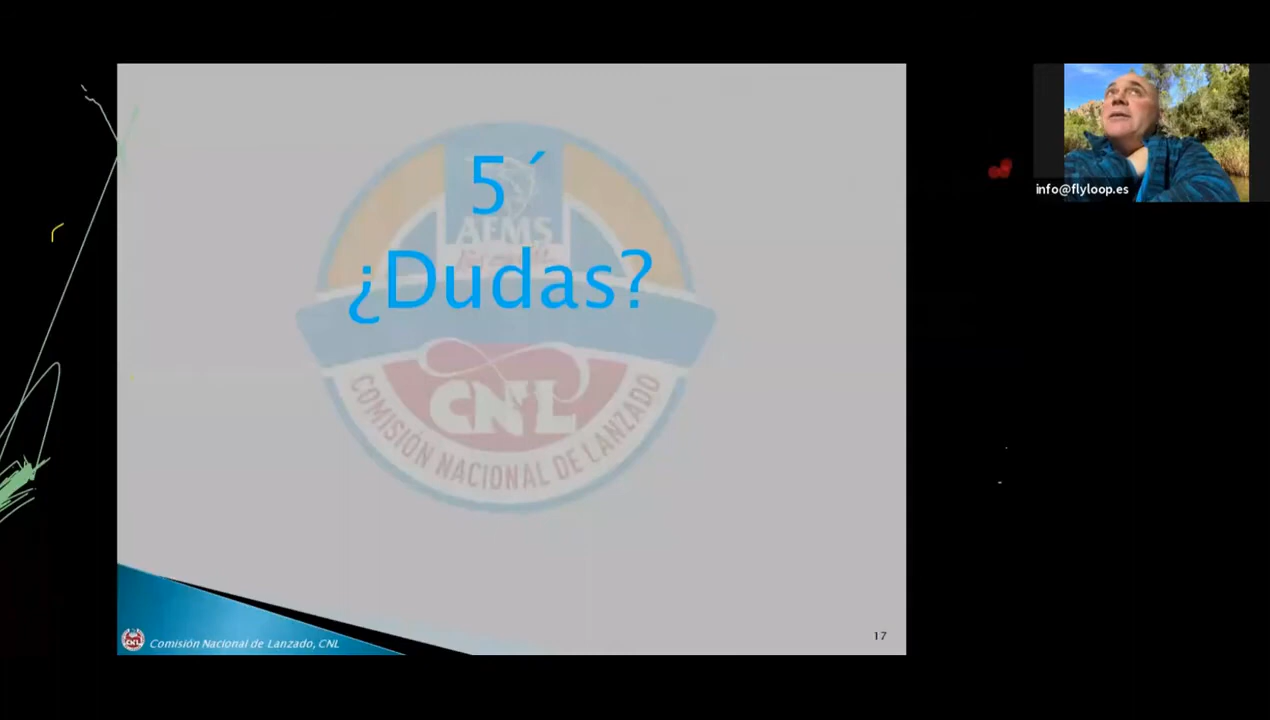 5´
¿Dudas?
AEMS
CNL
COMISIÓN NACIONAL DE LANZADO
Comisión Nacional de Lanzado, CNL
17
info@flyloop.es